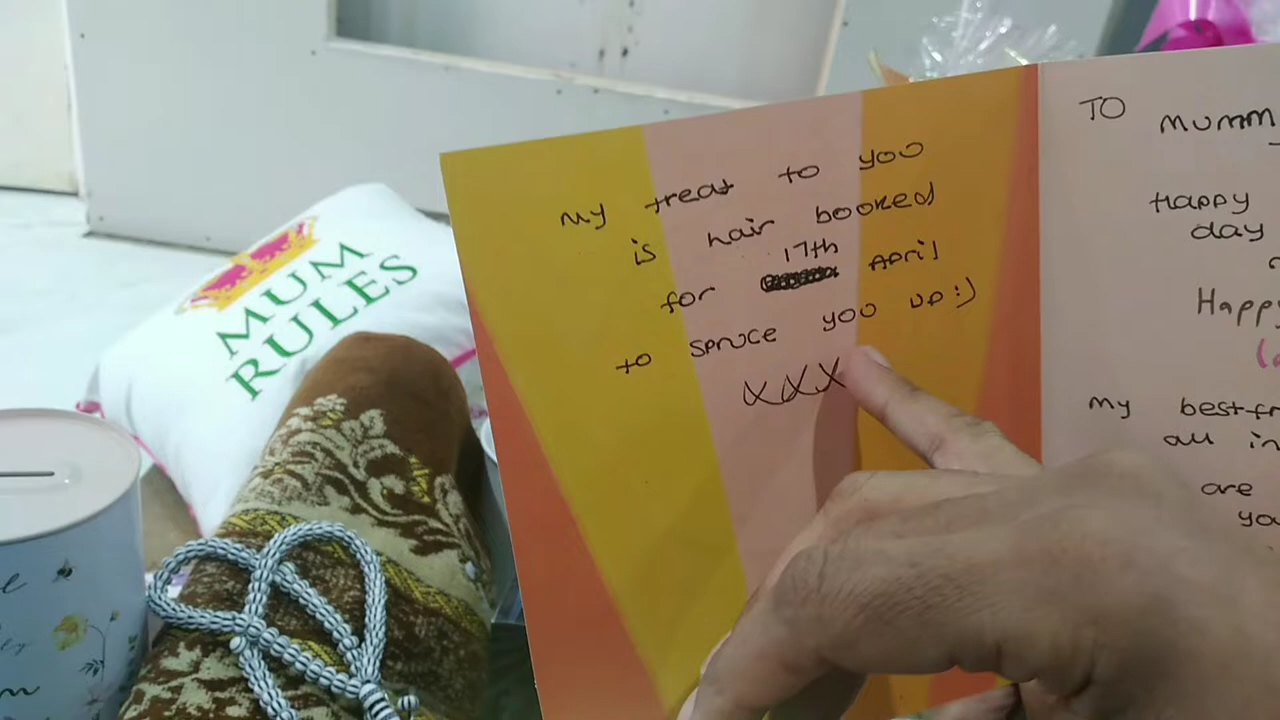 MUM
RULES
my treat to you
is hair booked
17th
for April
to spruce you up :)
xxx
TO
mumm
Happy
day
Happy
my best-fr
all in
are
you